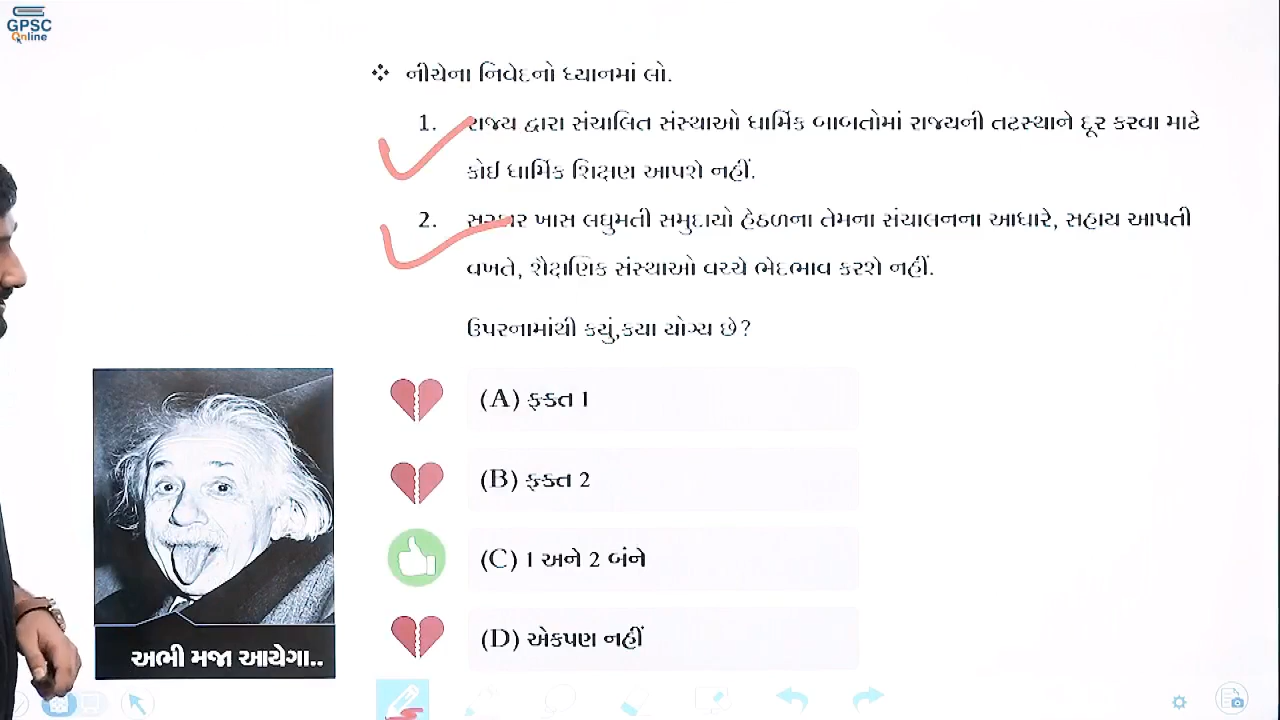 GPSC
Online
❖ નીચેના નિવેદનો ધ્યાનમાં લો.
1. રાજ્ય દ્વારા સંચાલિત સંસ્થાઓ ધાર્મિક બાબતોમાં રાજ્યની તટસ્થાને દૂર કરવા માટે
કોઈ ધાર્મિક શિક્ષણ આપશે નહીં.
2. સરકાર ખાસ લઘુમતી સમુદાયો હેઠળના તેમના સંચાલનના આધારે, સહાય આપતી
વખતે, શૈક્ષણિક સંસ્થાઓ વચ્ચે ભેદભાવ કરશે નહીં.
ઉપરનામાંથી કયું,કયા યોગ્ય છે?
(A) ફક્ત 1
(B) ફક્ત 2
(C) 1 અને 2 બંને
(D) એકપણ નહીં
અભી મજા આયેગા..